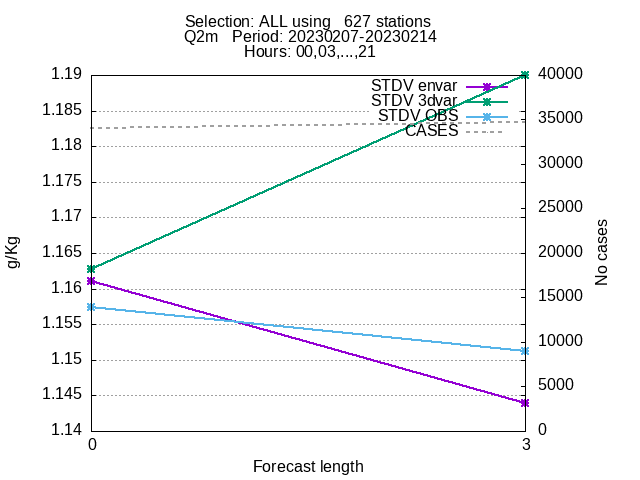 Selection: ALL using   627 stations
Q2m   Period: 20230207-20230214
Hours: 00,03,...,21
STDV envar
STDV 3dvar
STDV OBS
CASES
1.19
1.185
1.18
1.175
1.17
1.165
1.16
1.155
1.15
1.145
1.14
g/Kg
40000
35000
30000
25000
20000
15000
10000
5000
0
No cases
0 3
Forecast length